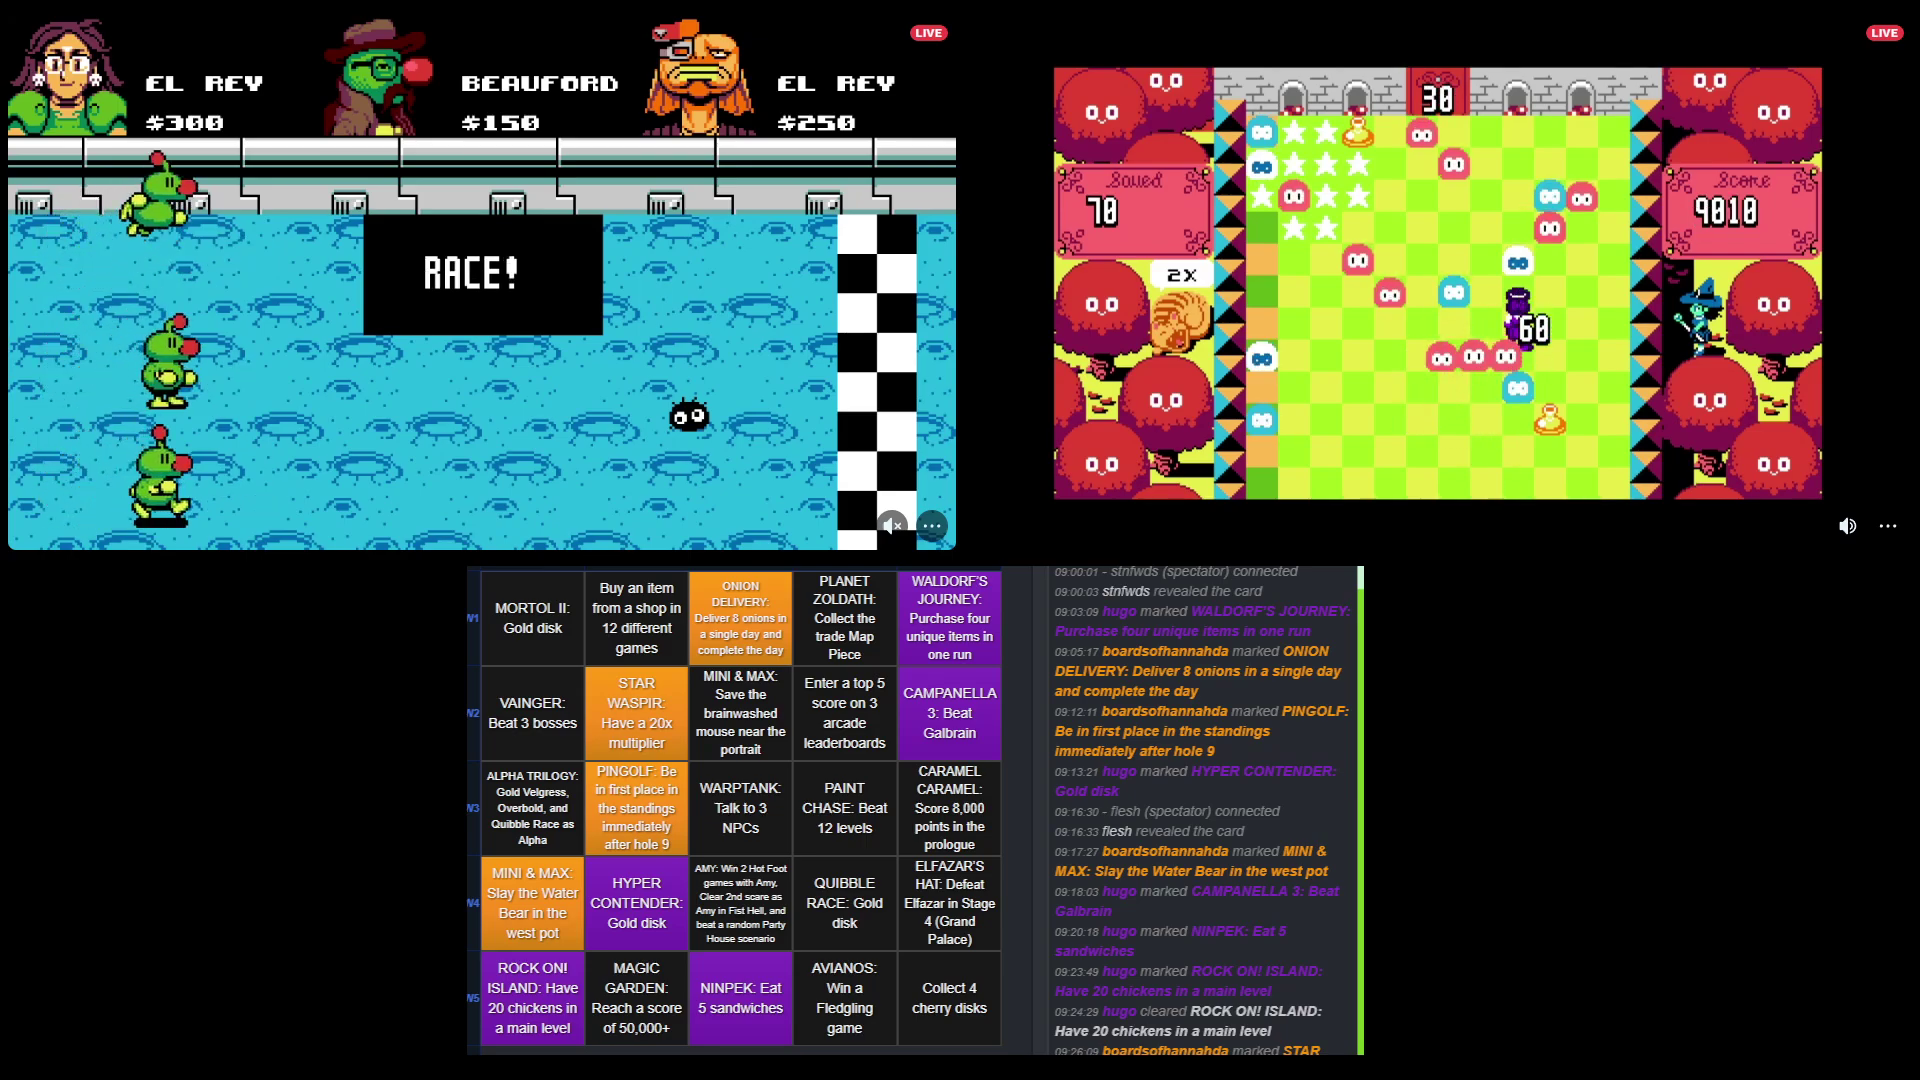 LIVE
LIVE
EL REY
#300
BEAUFORD
#150
EL REY
#250
RACE!
30
Saved
70
Score
9010
2X
60
W1
MORTOL II:
Gold disk
Buy an item
from a shop in
12 different
games
ONION
DELIVERY:
Deliver 8 onions in
a single day and
complete the day
PLANET
ZOLDATH:
Collect the
trade Map
Piece
WALDORF'S
JOURNEY:
Purchase four
unique items in
one run
W2
VAINGER:
Beat 3 bosses
STAR
WASPIR:
Have a 20x
multiplier
MINI & MAX:
Save the
brainwashed
mouse near the
portrait
Enter a top 5
score on 3
arcade
leaderboards
CAMPANELLA
3: Beat
Galbrain
W3
ALPHA TRILOGY:
Gold Velgress,
Overbold, and
Quibble Race as
Alpha
PINGOLF: Be
in first place in
the standings
immediately
after hole 9
WARPTANK:
Talk to 3
NPCs
PAINT
CHASE: Beat
12 levels
CARAMEL
CARAMEL:
Score 8,000
points in the
prologue
W4
MINI & MAX:
Slay the Water
Bear in the
west pot
HYPER
CONTENDER:
Gold disk
AMY: Win 2 Hot Foot
games with Amy,
Clear 2nd scare as
Amy in Fist Hell, and
beat a random Party
House scenario
QUIBBLE
RACE: Gold
disk
ELFAZAR'S
HAT: Defeat
Elfazar in Stage
4 (Grand
Palace)
W5
ROCK ON!
ISLAND: Have
20 chickens in
a main level
MAGIC
GARDEN:
Reach a score
of 50,000+
NINPEK: Eat
5 sandwiches
AVIANOS:
Win a
Fledgling
game
Collect 4
cherry disks
09:00:01 - stnfwds (spectator) connected
09:00:03 stnfwds revealed the card
09:03:09 hugo marked WALDORF'S JOURNEY:
Purchase four unique items in one run
09:05:17 boardsofhannahda marked ONION
DELIVERY: Deliver 8 onions in a single day
and complete the day
09:12:11 boardsofhannahda marked PINGOLF:
Be in first place in the standings
immediately after hole 9
09:13:21 hugo marked HYPER CONTENDER:
Gold disk
09:16:30 - flesh (spectator) connected
09:16:33 flesh revealed the card
09:17:27 boardsofhannahda marked MINI &
MAX: Slay the Water Bear in the west pot
09:18:03 hugo marked CAMPANELLA 3: Beat
Galbrain
09:20:18 hugo marked NINPEK: Eat 5
sandwiches
09:23:49 hugo marked ROCK ON! ISLAND:
Have 20 chickens in a main level
09:24:29 hugo cleared ROCK ON! ISLAND:
Have 20 chickens in a main level
09:26:09 boardsofhannahda marked STAR